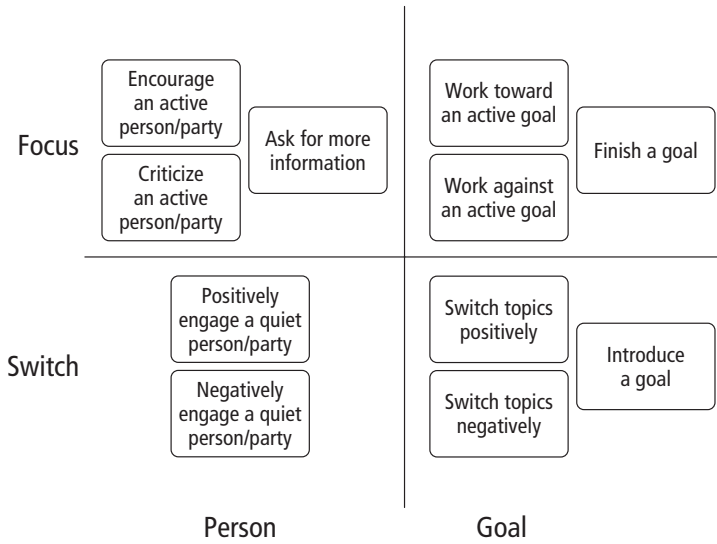 Focus
Encourage
an active
person/party
Criticize
an active
person/party
Ask for more
information
Work toward
an active goal
Work against
an active goal
Finish a goal
Switch
Positively
engage a quiet
person/party
Negatively
engage a quiet
person/party
Switch topics
positively
Switch topics
negatively
Introduce
a goal
Person
Goal